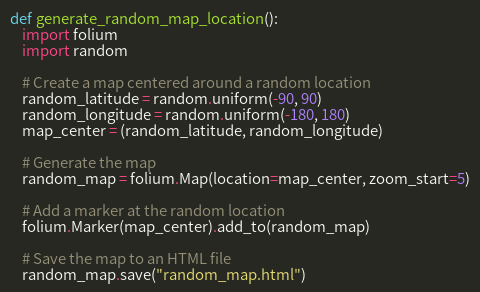 def generate_random_map_location():
    import folium
    import random

    # Create a map centered around a random location
    random_latitude = random.uniform(-90, 90)
    random_longitude = random.uniform(-180, 180)
    map_center = (random_latitude, random_longitude)

    # Generate the map
    random_map = folium.Map(location=map_center, zoom_start=5)

    # Add a marker at the random location
    folium.Marker(map_center).add_to(random_map)

    # Save the map to an HTML file
    random_map.save("random_map.html")